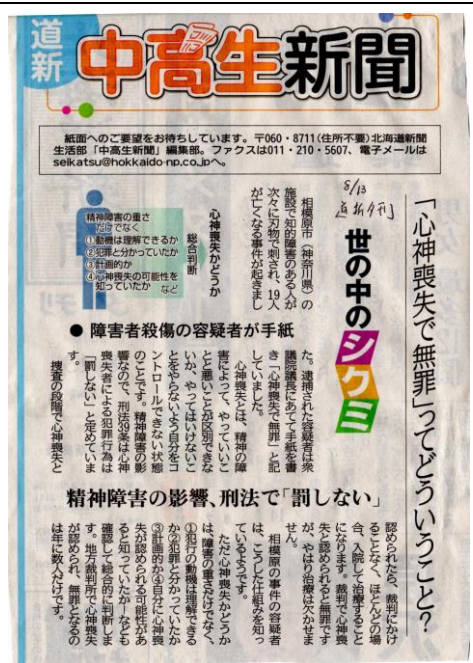 道新
中高生新聞
紙面へのご要望をお待ちしています。〒060・8711(住所不要)北海道新聞
生活部「中高生新聞」編集部。ファクスは011・210・5607、電子メールは
seikatsu@hokkaido-np.co.jpへ。
「心神喪失で無罪」ってどういうこと?
8/13
道新夕刊
世の中のシクミ
相模原市(神奈川県)の
施設で知的障害のある人が
次々に刃物で刺され、19人
が亡くなる事件が起きまし
心神喪失かどうか
総合判断
精神障害の重さ
だけでなく
①動機は理解できるか
②犯罪と分かっていたか
③計画的か
④心神喪失の可能性を
知っていたか など
● 障害者殺傷の容疑者が手紙
た。逮捕された容疑者は衆
議院議長にあてて手紙を書
き「心神喪失で無罪」と記
していました。
心神喪失とは、精神の障
害によって、やっていいこ
とと悪いことが区別できな
いか、やってはいけないこ
とをやらないよう自分をコ
ントロールできない状態
のことです。精神障害の影
響なので、刑法39条は心神
喪失者による犯罪行為は
「罰しない」と定めていま
す。
捜査の段階で心神喪失と
精神障害の影響、刑法で「罰しない」
認められたら、裁判にかけ
ることなく、ほとんどの場
合、入院して治療すること
になります。裁判で心神喪
失と認められると無罪です
が、やはり治療は欠かせま
せん。
相模原の事件の容疑者
は、こうした仕組みを知っ
ているようです。
ただ心神喪失かどうか
は、障害の重さだけでなく、
①犯行の動機は理解できる
か②犯罪と分かっていたか
③計画的か④自分に心神喪
失が認められる可能性があ
ると知っていたか―なども
確認して総合的に判断しま
す。地方裁判所で心神喪失
が認められ、無罪となるの
は年に数人だけです。